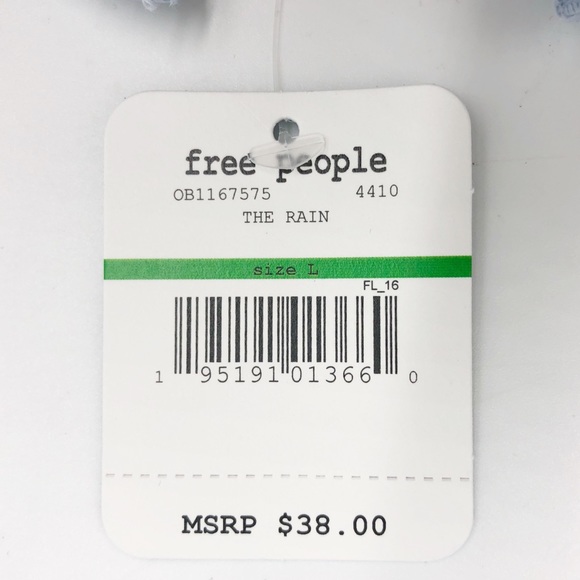 free people
OB1167575 4410
THE RAIN
size L
FL_16
1 95191 01366 0
MSRP $38.00